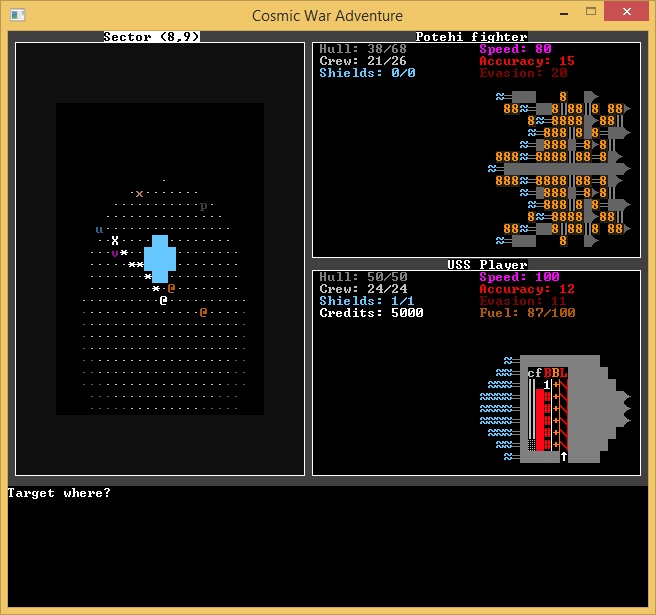 Cosmic War Adventure
Sector (8,9)
Potehi fighter
Hull: 38/68
Speed: 80
Crew: 21/26
Accuracy: 15
Shields: 0/0
Evasion: 20
USS Player
Hull: 50/50
Speed: 100
Crew: 24/24
Accuracy: 12
Shields: 1/1
Evasion: 11
Credits: 5000
Fuel: 87/100
cfBBL
1
Target where?